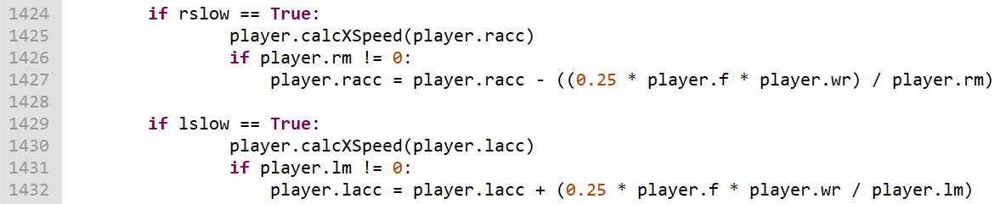 1424 if rslow == True:
1425 player.calcXSpeed(player.racc)
1426 if player.rm != 0:
1427 player.racc = player.racc - ((0.25 * player.f * player.wr) / player.rm)
1428
1429 if lslow == True:
1430 player.calcXSpeed(player.lacc)
1431 if player.lm != 0:
1432 player.lacc = player.lacc + (0.25 * player.f * player.wr / player.lm)